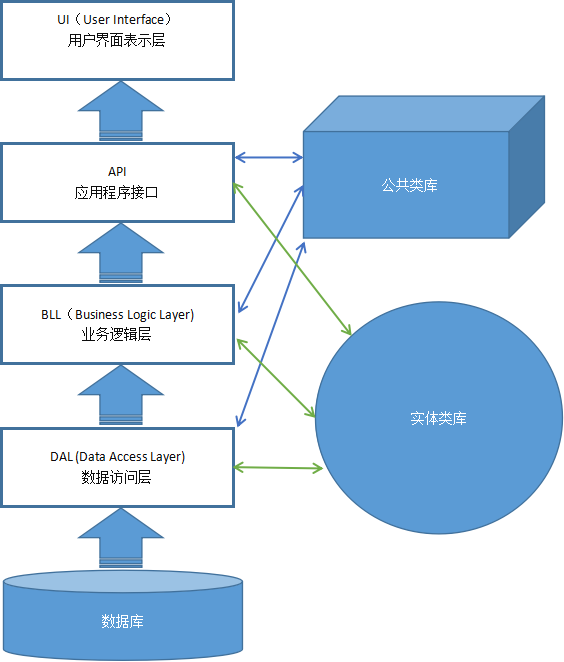 UI（User Interface）
用户界面表示层
API
应用程序接口
公共类库
BLL（Business Logic Layer)
业务逻辑层
实体类库
DAL(Data Access Layer)
数据访问层
数据库